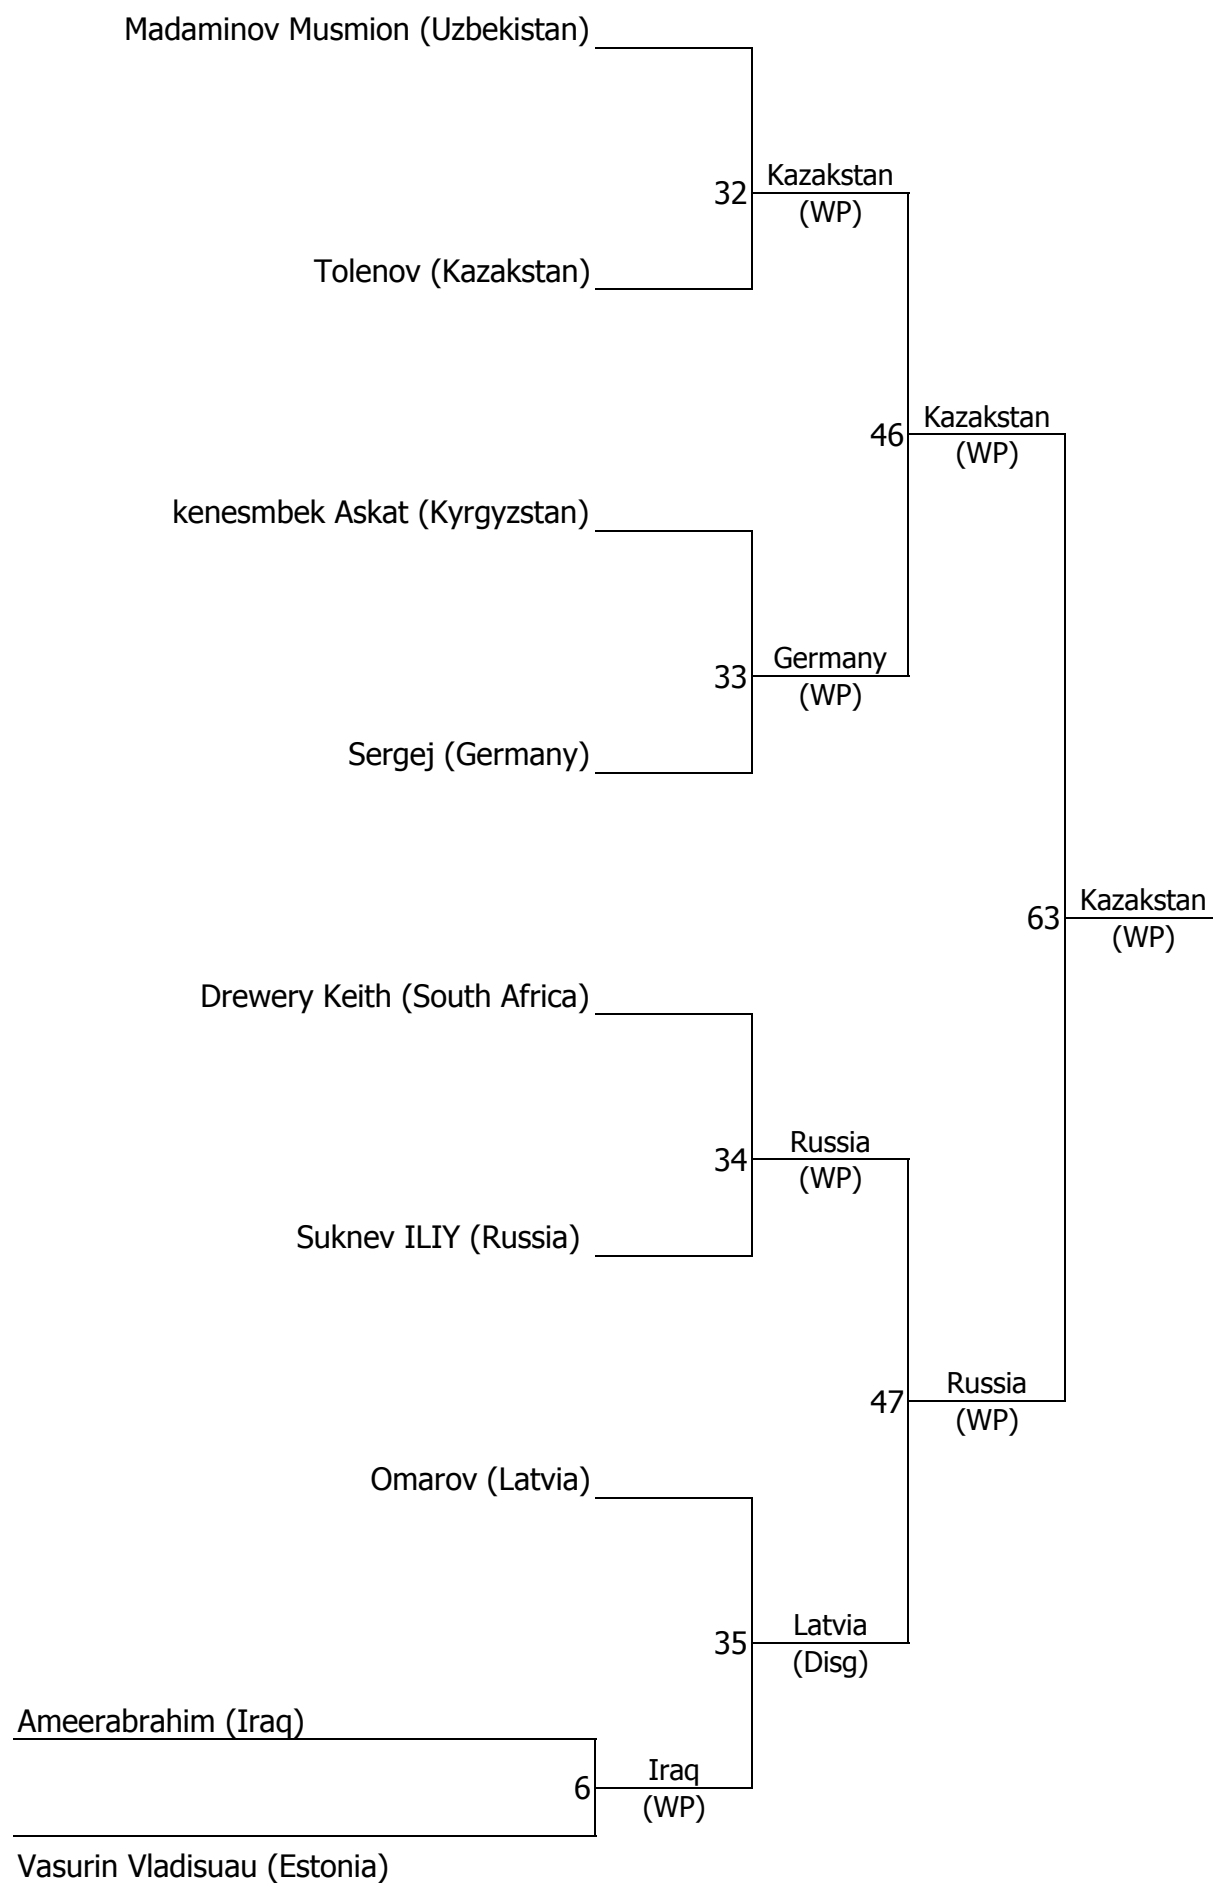 Madaminov Musmion (Uzbekistan)
32
Kazakstan
(WP)
Tolenov (Kazakstan)
46
Kazakstan
(WP)
kenesmbek Askat (Kyrgyzstan)
33
Germany
(WP)
Sergej (Germany)
63
Kazakstan
(WP)
Drewery Keith (South Africa)
34
Russia
(WP)
Suknev ILIY (Russia)
47
Russia
(WP)
Omarov (Latvia)
35
Latvia
(Disg)
Ameerabrahim (Iraq)
6
Iraq
(WP)
Vasurin Vladisuau (Estonia)